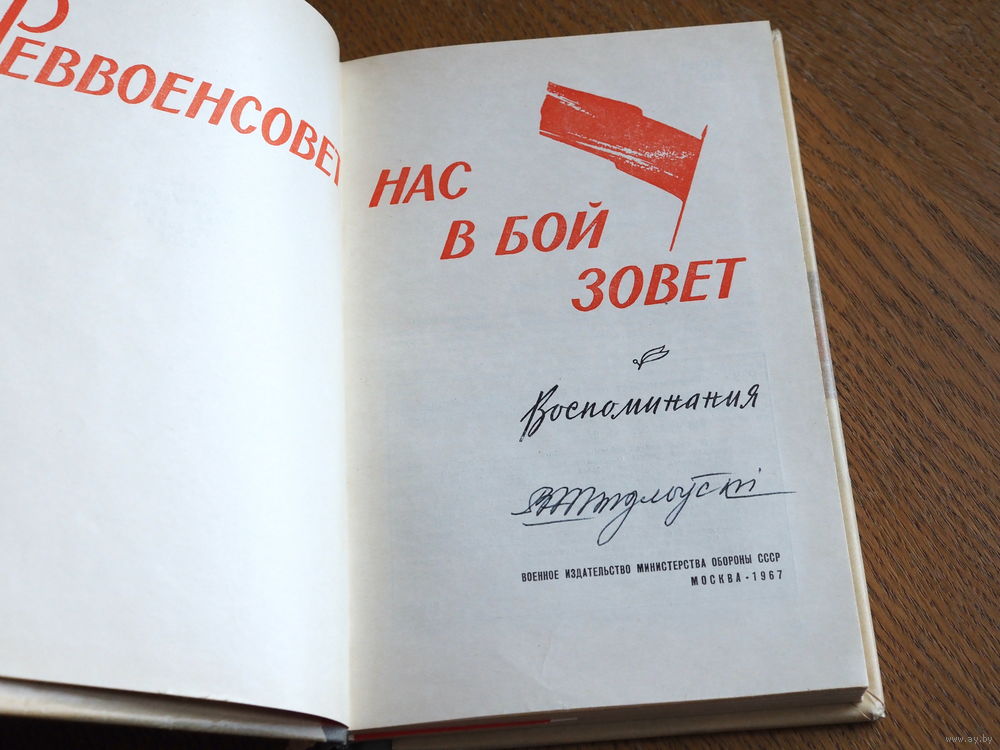 РЕВВОЕНСОВЕТ
НАС
В БОЙ
ЗОВЕТ
Воспоминания
ВОЕННОЕ ИЗДАТЕЛЬСТВО МИНИСТЕРСТВА ОБОРОНЫ СССР
МОСКВА - 1967
www.ay.by